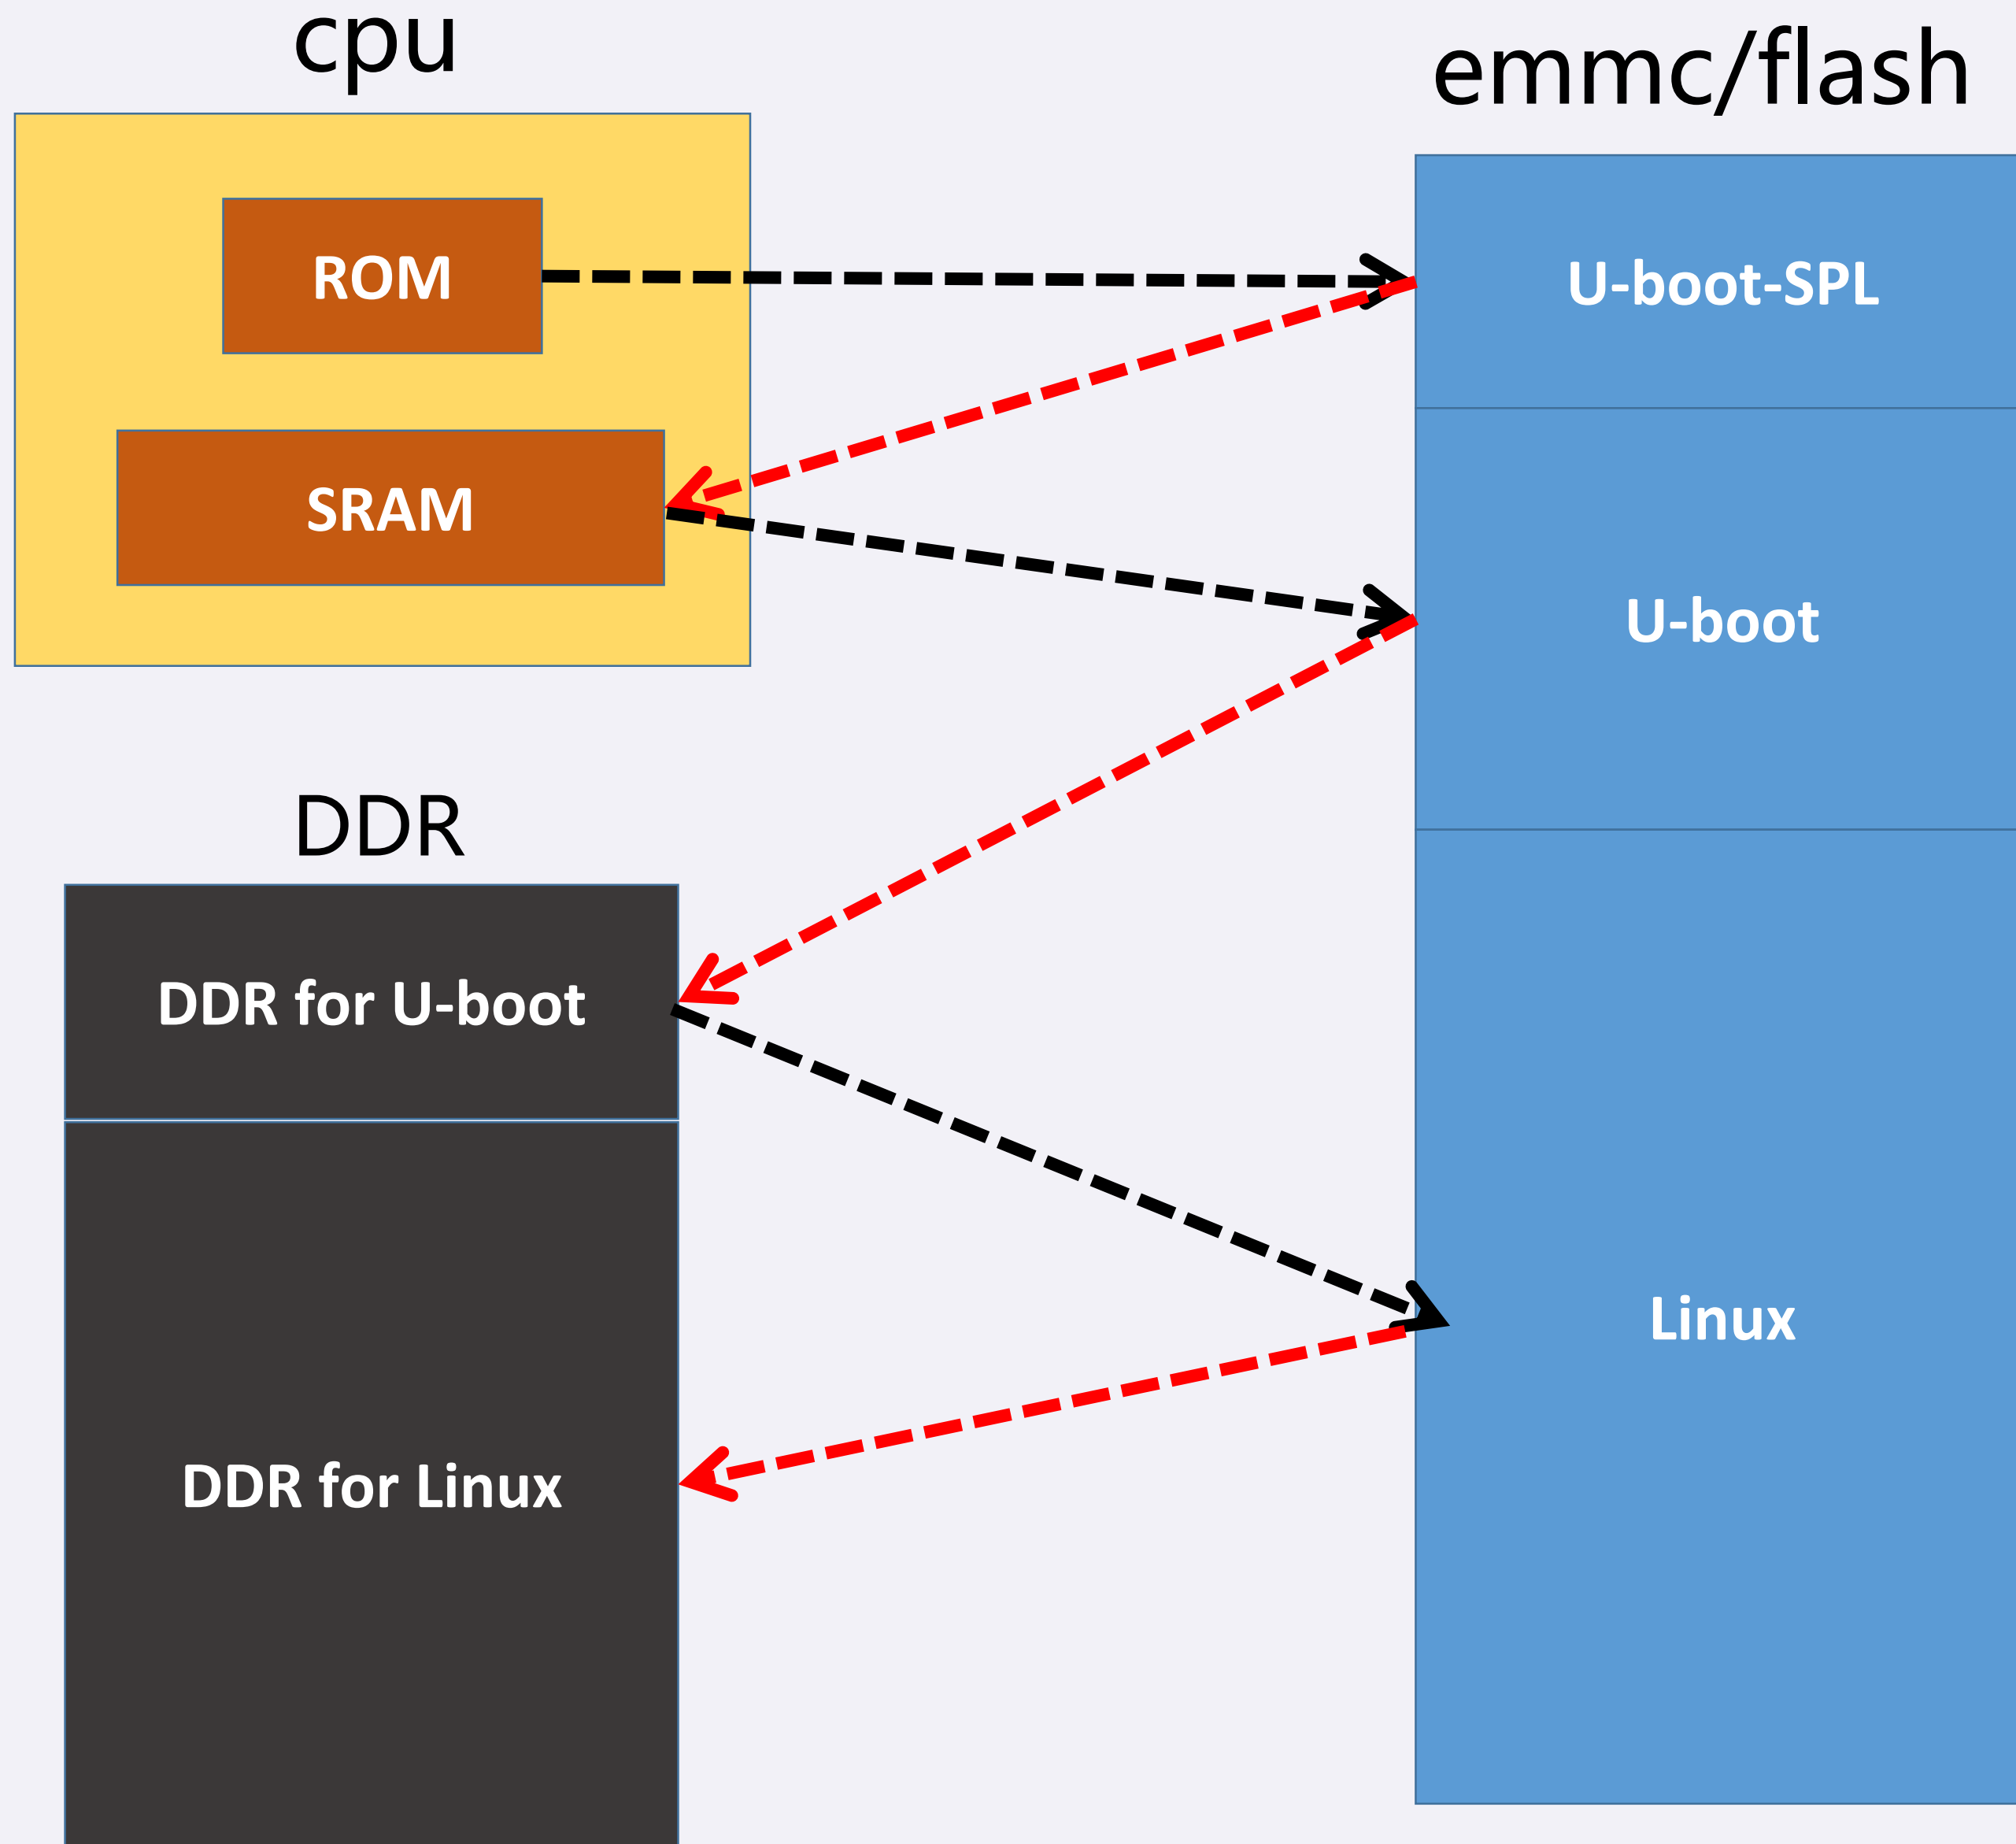 cpu
emmc/flash
ROM
U-boot-SPL
SRAM
U-boot
DDR
DDR for U-boot
Linux
DDR for Linux